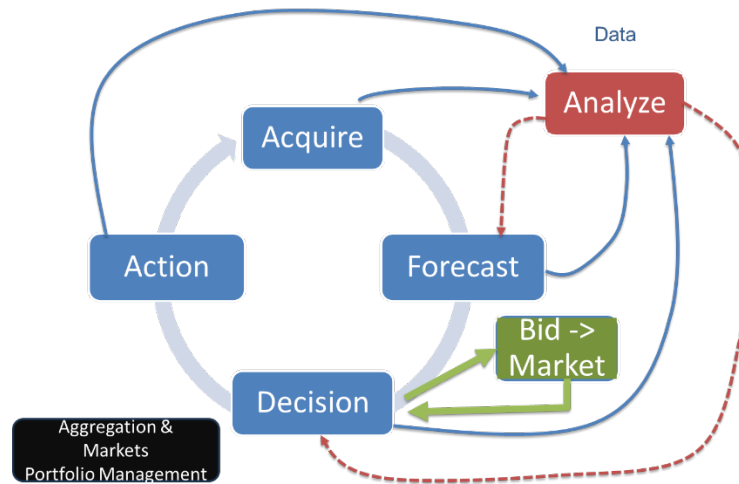 Data
Analyze
Acquire
Action
Forecast
Bid ->
Market
Decision
Aggregation &
Markets
Portfolio Management